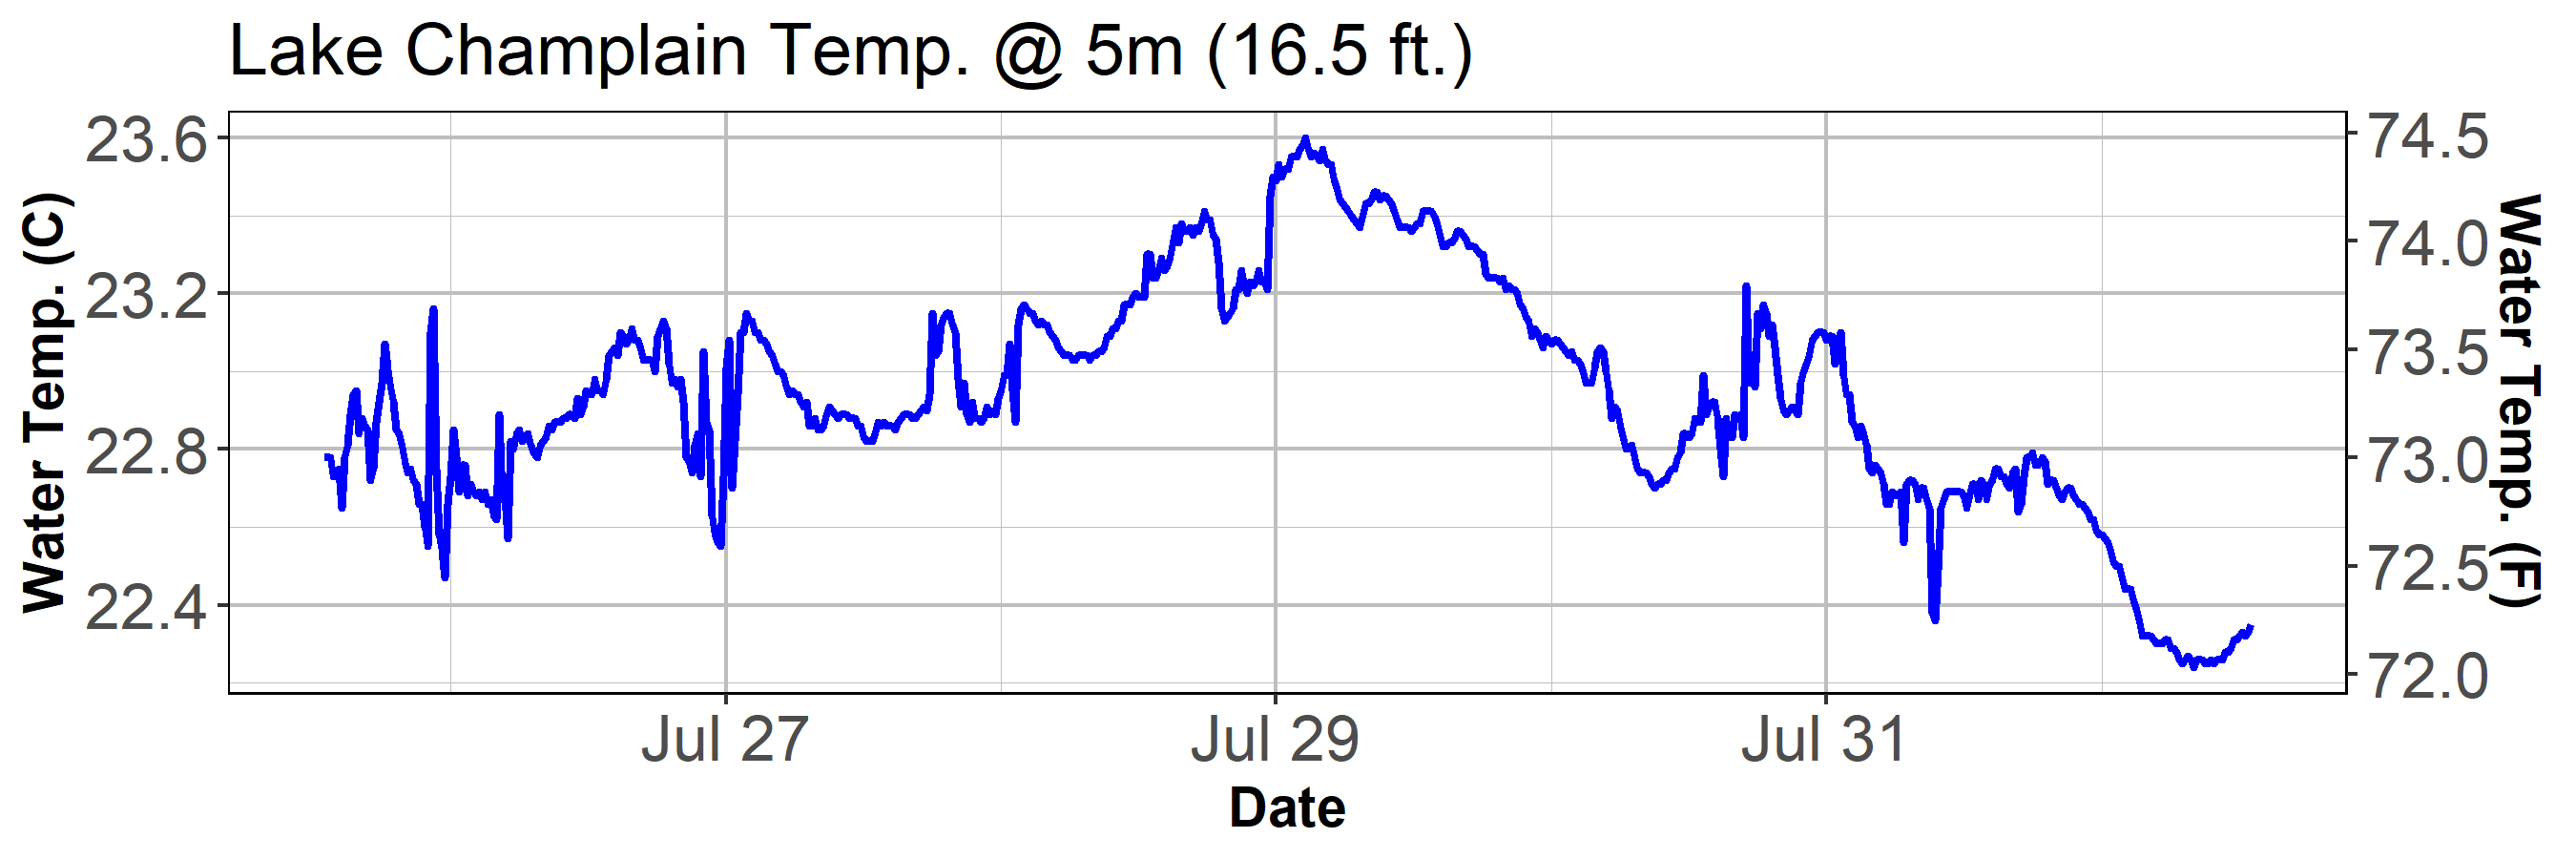 Lake Champlain Temp. @ 5m (16.5 ft.)
23.6
23.2
22.8
22.4
Water Temp. (C)
74.5
74.0
73.5
73.0
72.5
72.0
Water Temp. (F)
Jul 27
Jul 29
Jul 31
Date